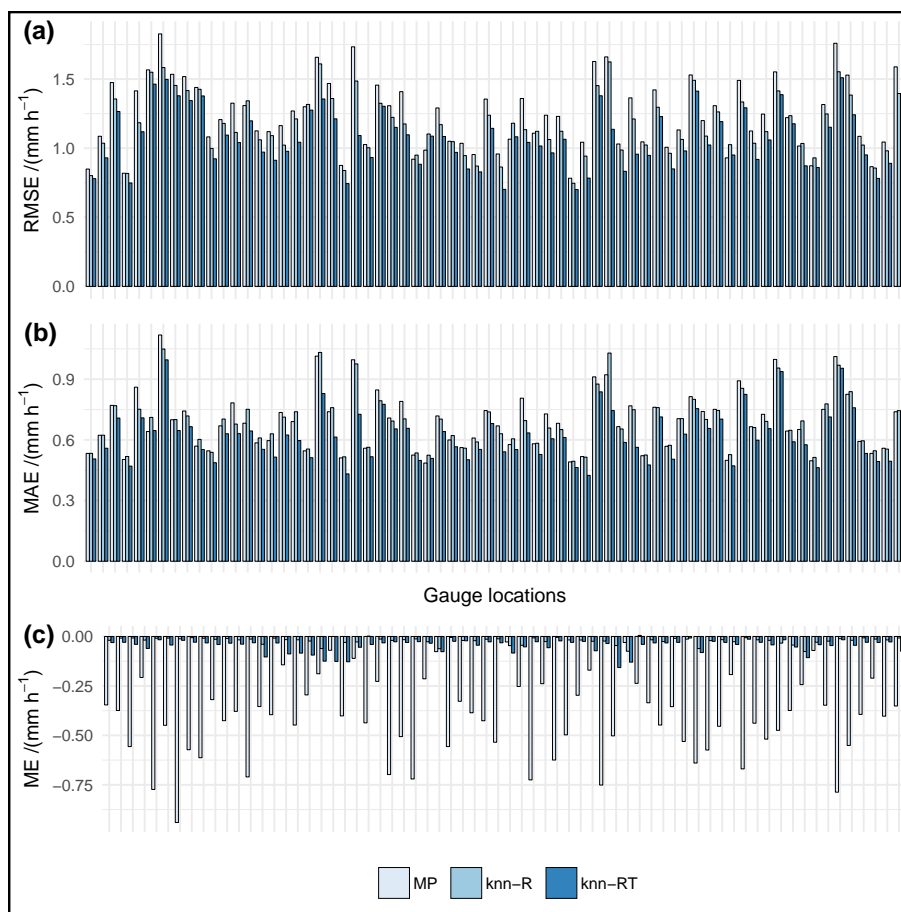 (a)
1.5
1.0
0.5
0.0
RMSE /(mm h⁻¹)
(b)
0.9
0.6
0.3
0.0
MAE /(mm h⁻¹)
Gauge locations
(c)
0.00
−0.25
−0.50
−0.75
ME /(mm h⁻¹)
MP knn−R knn−RT